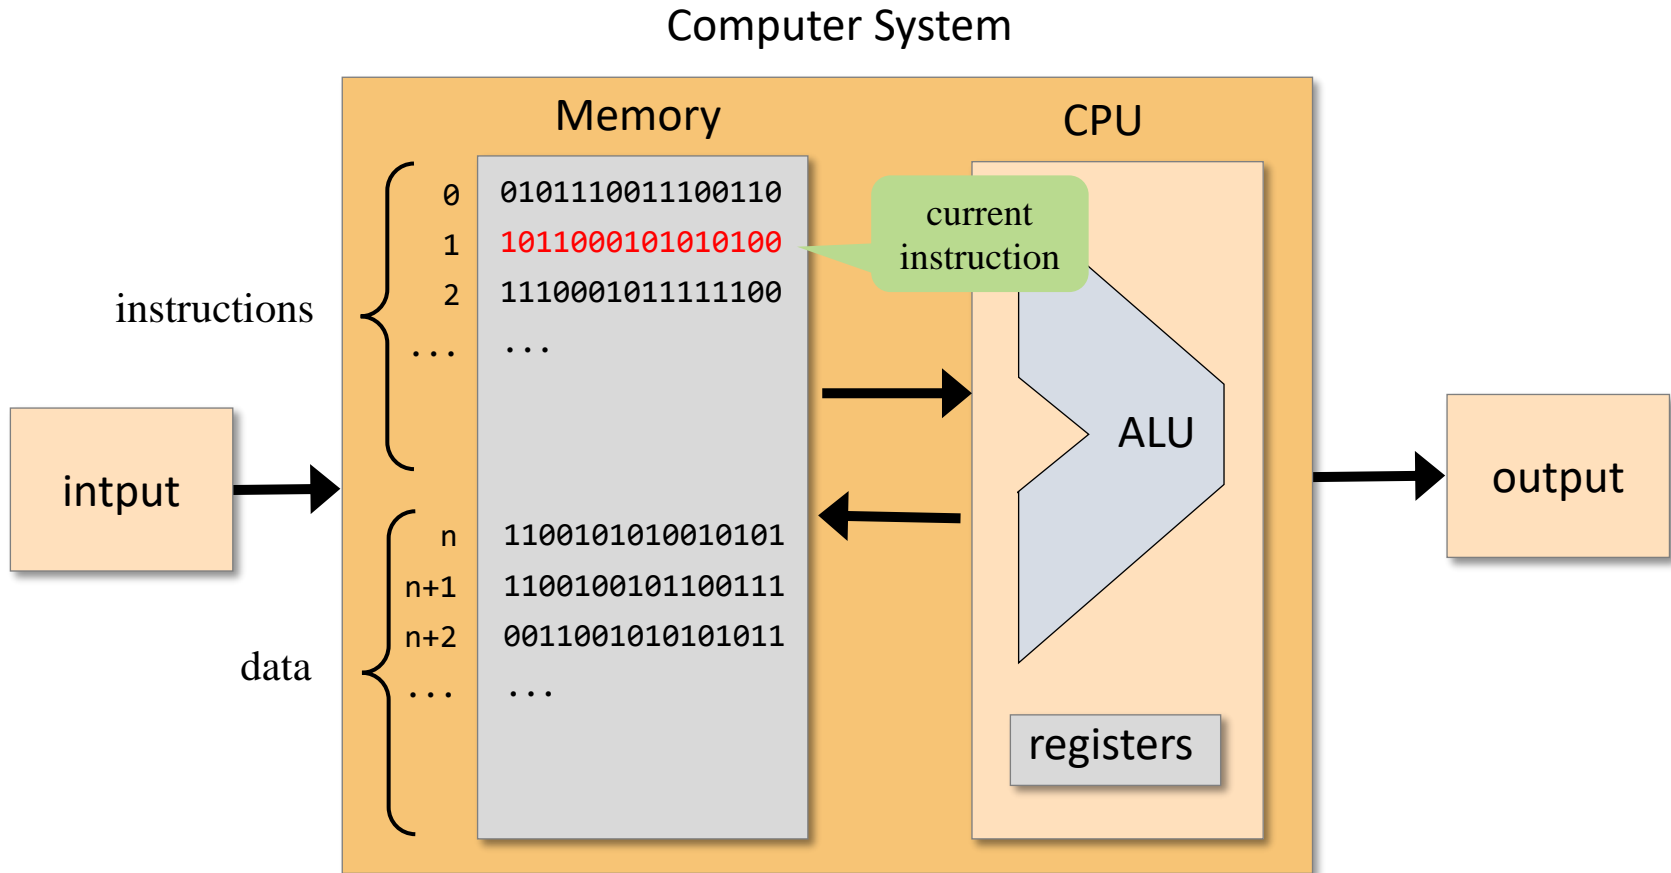 Computer System
Memory
CPU
instructions
0 0101110011100110
1 1011000101010100
2 1110001011111100
... ...
current
instruction
ALU
intput
output
data
n 1100101010010101
n+1 1100100101100111
n+2 0011001010101011
... ...
registers